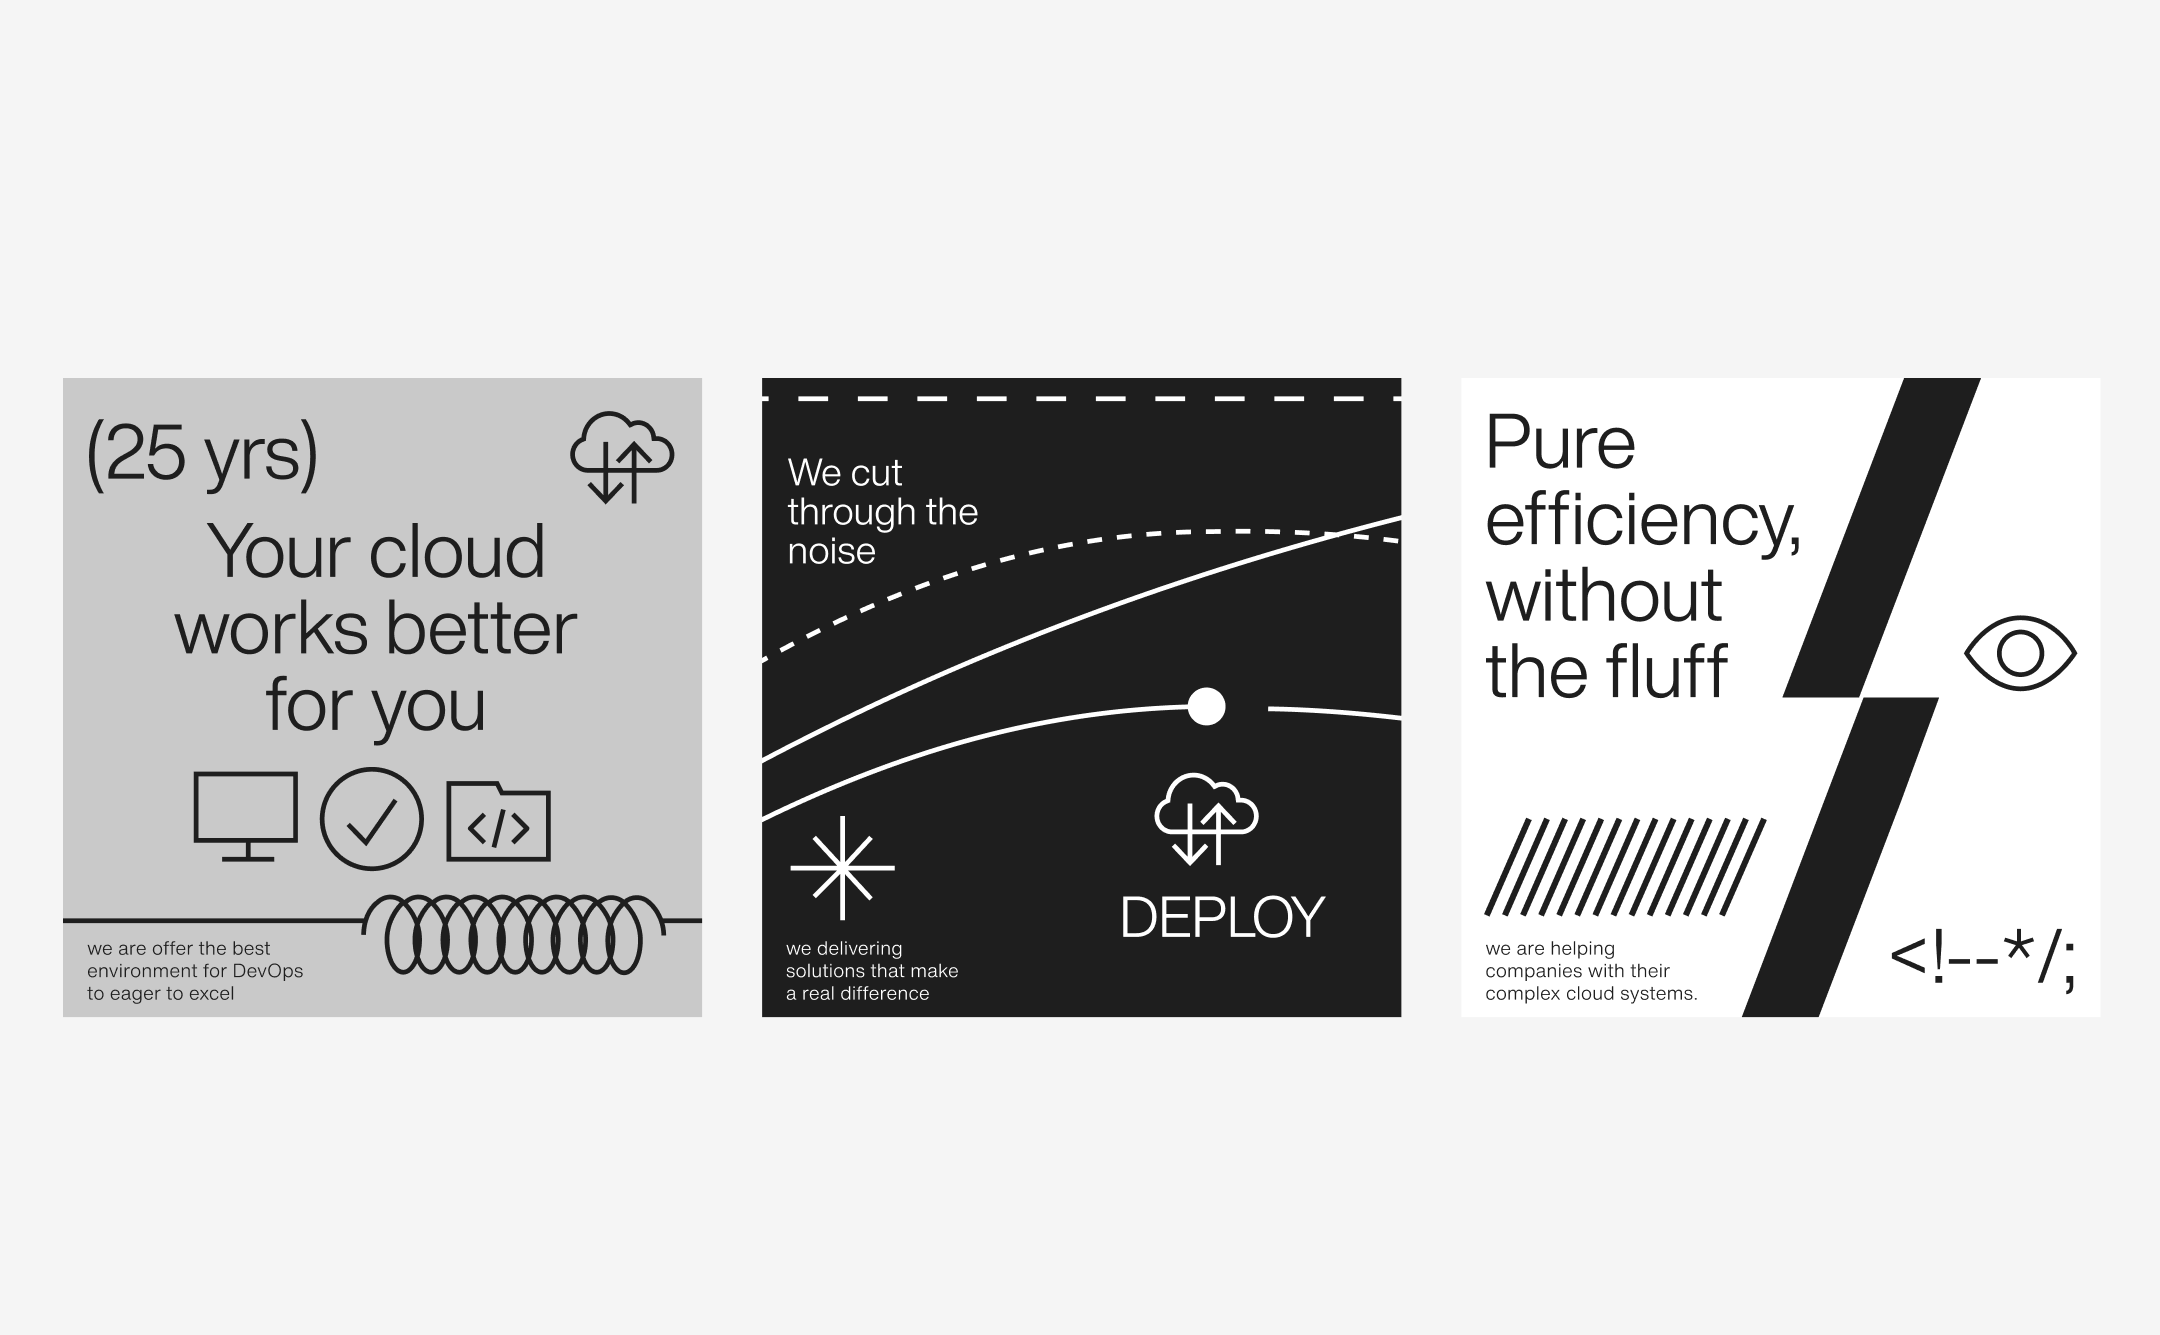 (25 yrs)
Your cloud
works better
for you
</>
we are offer the best
environment for DevOps
to eager to excel
We cut
through the
noise
DEPLOY
we delivering
solutions that make
a real difference
Pure
efficiency,
without
the fluff
we are helping
companies with their
complex cloud systems.
<!--*/;